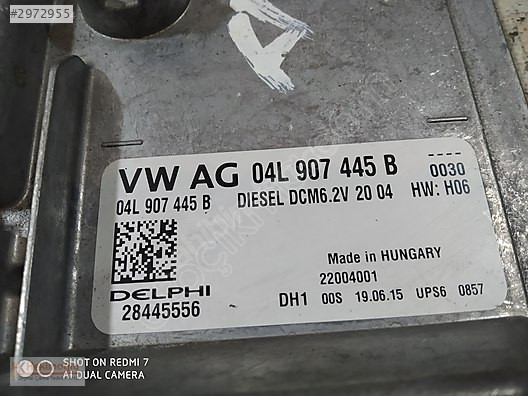 #2972955
VW AG 04L 907 445 B
----
0030
04L 907 445 B DIESEL DCM6.2V 20 04 HW: H06
Made in HUNGARY
22004001
DELPHI
28445556
DH1 00S 19.06.15 UPS6 0857
SHOT ON REDMI 7
AI DUAL CAMERA